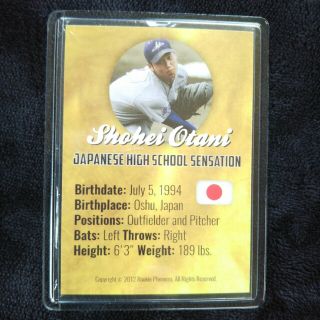 Shohei Otani
JAPANESE HIGH SCHOOL SENSATION
Birthdate: July 5, 1994
Birthplace: Oshu, Japan
Positions: Outfielder and Pitcher
Bats: Left Throws: Right
Height: 6'3" Weight: 189 lbs.
Copyright © 2012 Rookie Phenoms. All Rights Reserved.